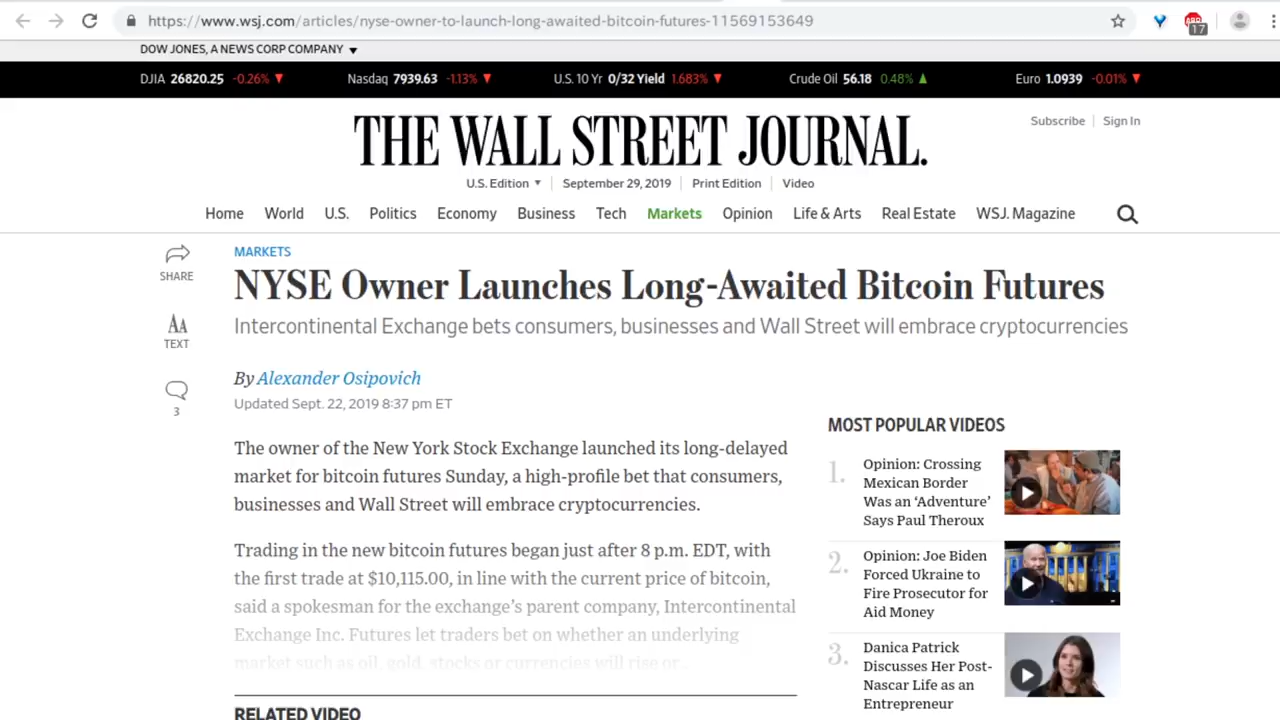 https://www.wsj.com/articles/nyse-owner-to-launch-long-awaited-bitcoin-futures-11569153649
ABP
17
DOW JONES, A NEWS CORP COMPANY
DJIA 26820.25 -0.26% Nasdaq 7939.63 -1.13% U.S. 10 Yr 0/32 Yield 1.683% Crude Oil 56.18 0.48% Euro 1.0939 -0.01%
Subscribe Sign In
THE WALL STREET JOURNAL.
U.S. Edition September 29, 2019 Print Edition Video
Home World U.S. Politics Economy Business Tech Markets Opinion Life & Arts Real Estate WSJ. Magazine
SHARE
AA
TEXT
3
MARKETS
NYSE Owner Launches Long-Awaited Bitcoin Futures
Intercontinental Exchange bets consumers, businesses and Wall Street will embrace cryptocurrencies
By Alexander Osipovich
Updated Sept. 22, 2019 8:37 pm ET
The owner of the New York Stock Exchange launched its long-delayed
market for bitcoin futures Sunday, a high-profile bet that consumers,
businesses and Wall Street will embrace cryptocurrencies.
Trading in the new bitcoin futures began just after 8 p.m. EDT, with
the first trade at $10,115.00, in line with the current price of bitcoin,
said a spokesman for the exchange's parent company, Intercontinental
Exchange Inc. Futures let traders bet on whether an underlying
market such as oil, gold, stocks or currencies will rise or
RELATED VIDEO
MOST POPULAR VIDEOS
1.
Opinion: Crossing
Mexican Border
Was an ‘Adventure’
Says Paul Theroux
2.
Opinion: Joe Biden
Forced Ukraine to
Fire Prosecutor for
Aid Money
3.
Danica Patrick
Discusses Her Post-
Nascar Life as an
Entrepreneur